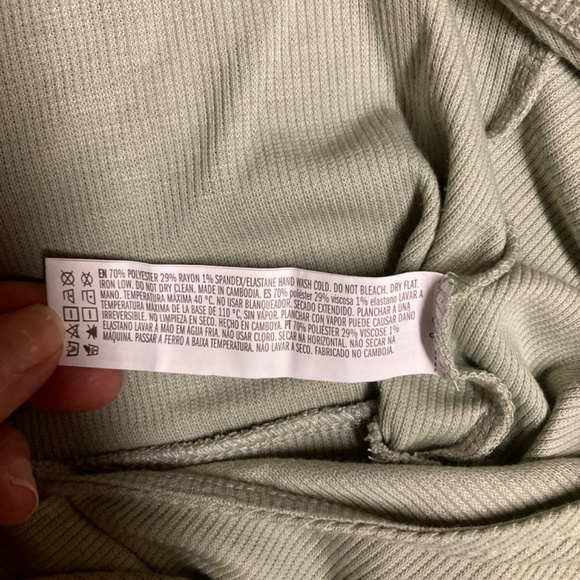 EN 70% POLYESTER 29% RAYON 1% SPANDEX/ELASTANE HAND WASH COLD. DO NOT BLEACH. DRY FLAT.
IRON LOW. DO NOT DRY CLEAN. MADE IN CAMBODIA. ES 70% poliéster 29% viscosa 1% elastano LAVAR A
MANO. TEMPERATURA MÁXIMA 40 °C. NO USAR BLANQUEADOR. SECADO EXTENDIDO. PLANCHAR A UNA
TEMPERATURA MÁXIMA DE LA BASE DE 110 °C, SIN VAPOR. PLANCHAR CON VAPOR PUEDE CAUSAR DAÑO
IRREVERSIBLE. NO LIMPIEZA EN SECO. HECHO EN CAMBOYA. PT 70% POLIÉSTER 29% VISCOSE 1%
ELASTANO LAVAR À MÃO EM ÁGUA FRIA. NÃO USAR CLORO. SECAR NA HORIZONTAL. NÃO SECAR NA
MÁQUINA. PASSAR A FERRO A BAIXA TEMPERATURA. NÃO LAVAR A SECO. FABRICADO NO CAMBOJA.